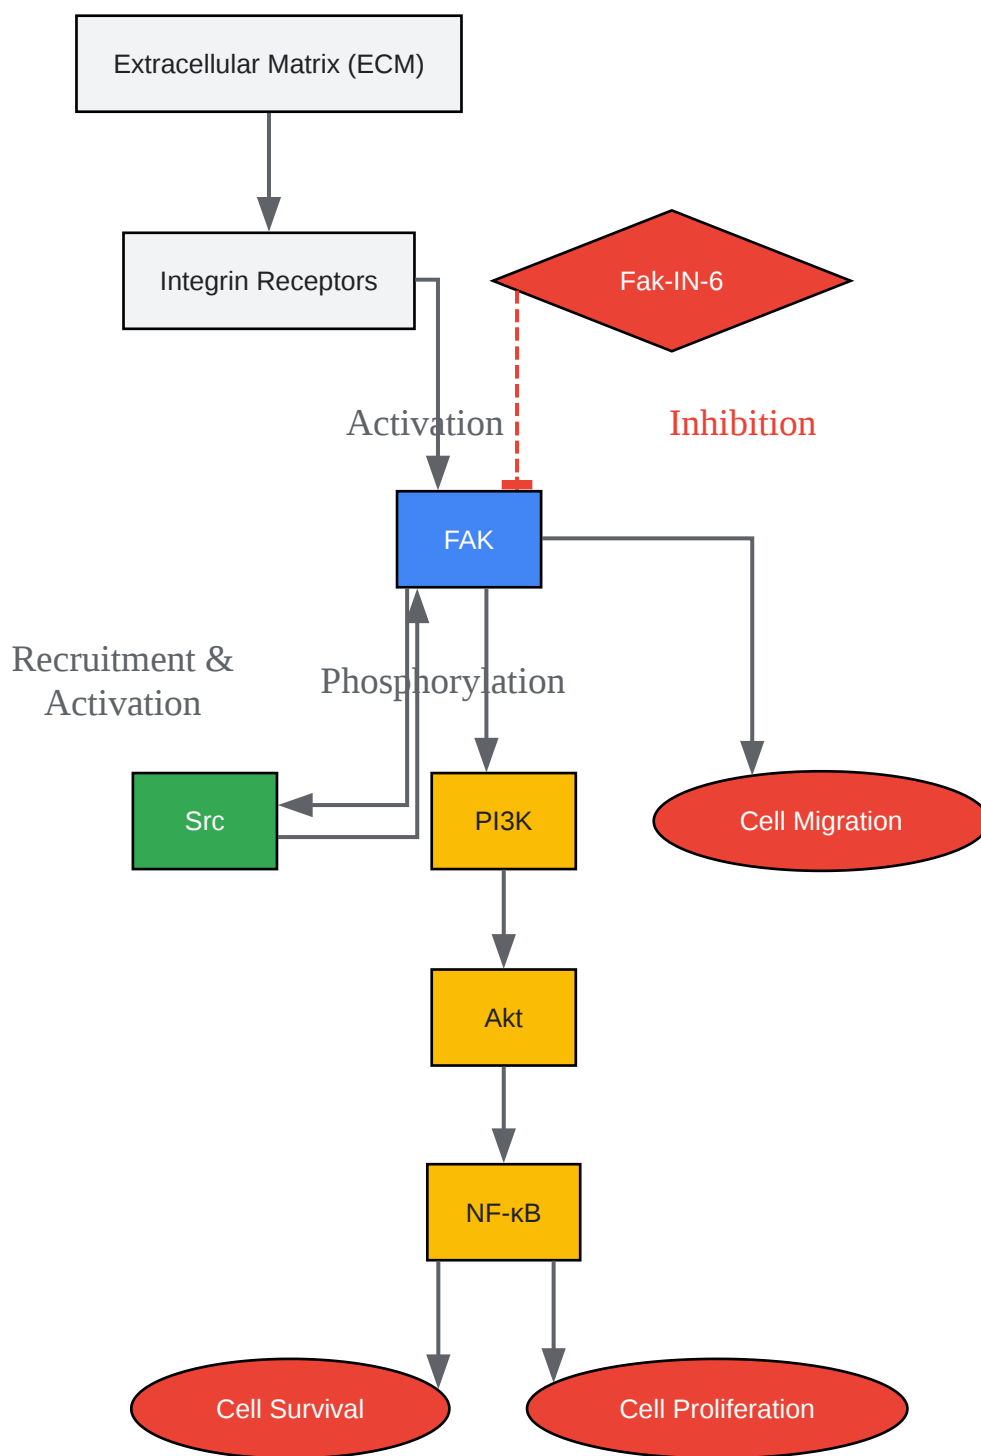 Extracellular Matrix (ECM)
Integrin Receptors
Fak-IN-6
Activation
Inhibition
FAK
Recruitment &
Activation
Phosphorylation
Src
PI3K
Cell Migration
Akt
NF-κB
Cell Survival
Cell Proliferation